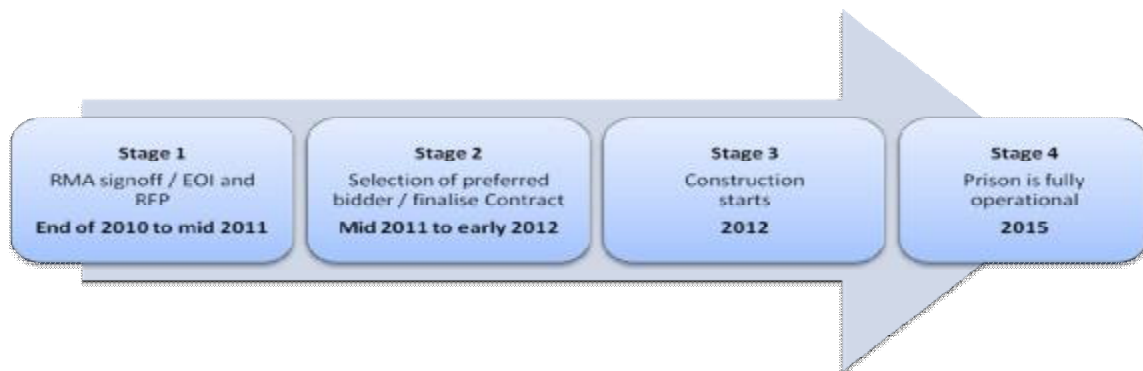 Stage 1
RMA signoff / EOI and
RFP
End of 2010 to mid 2011
Stage 2
Selection of preferred
bidder / finalise Contract
Mid 2011 to early 2012
Stage 3
Construction
starts
2012
Stage 4
Prison is fully
operational
2015